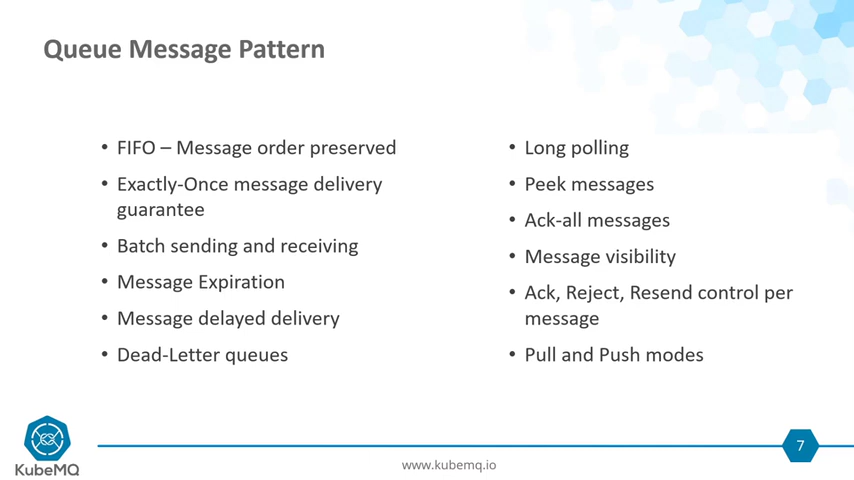 Queue Message Pattern
• FIFO – Message order preserved
• Exactly-Once message delivery
guarantee
• Batch sending and receiving
• Message Expiration
• Message delayed delivery
• Dead-Letter queues
• Long polling
• Peek messages
• Ack-all messages
• Message visibility
• Ack, Reject, Resend control per
message
• Pull and Push modes
KubeMQ
www.kubemq.io
7